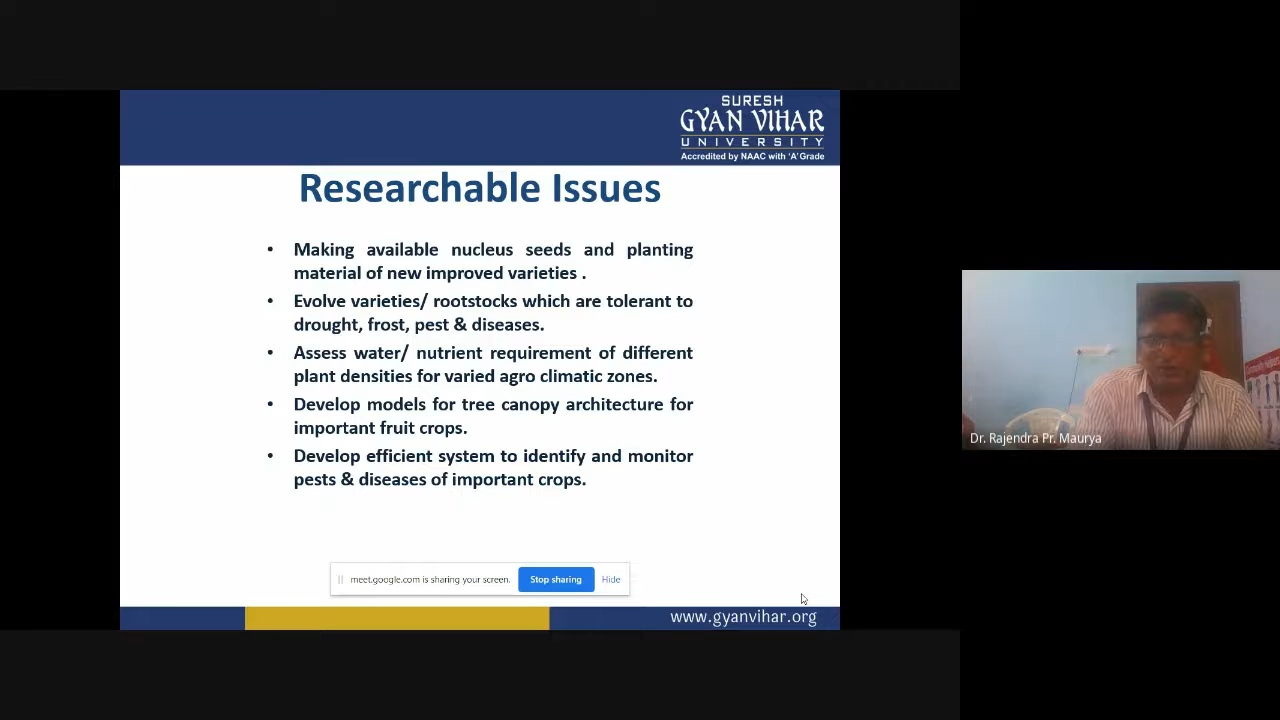 SURESH
GYAN VIHAR
UNIVERSITY
Accredited by NAAC with 'A' Grade
Researchable Issues
• Making available nucleus seeds and planting
material of new improved varieties .
• Evolve varieties/ rootstocks which are tolerant to
drought, frost, pest & diseases.
• Assess water/ nutrient requirement of different
plant densities for varied agro climatic zones.
• Develop models for tree canopy architecture for
important fruit crops.
• Develop efficient system to identify and monitor
pests & diseases of important crops.
meet.google.com is sharing your screen. Stop sharing Hide
www.gyanvihar.org
Dr. Rajendra Pr. Maurya